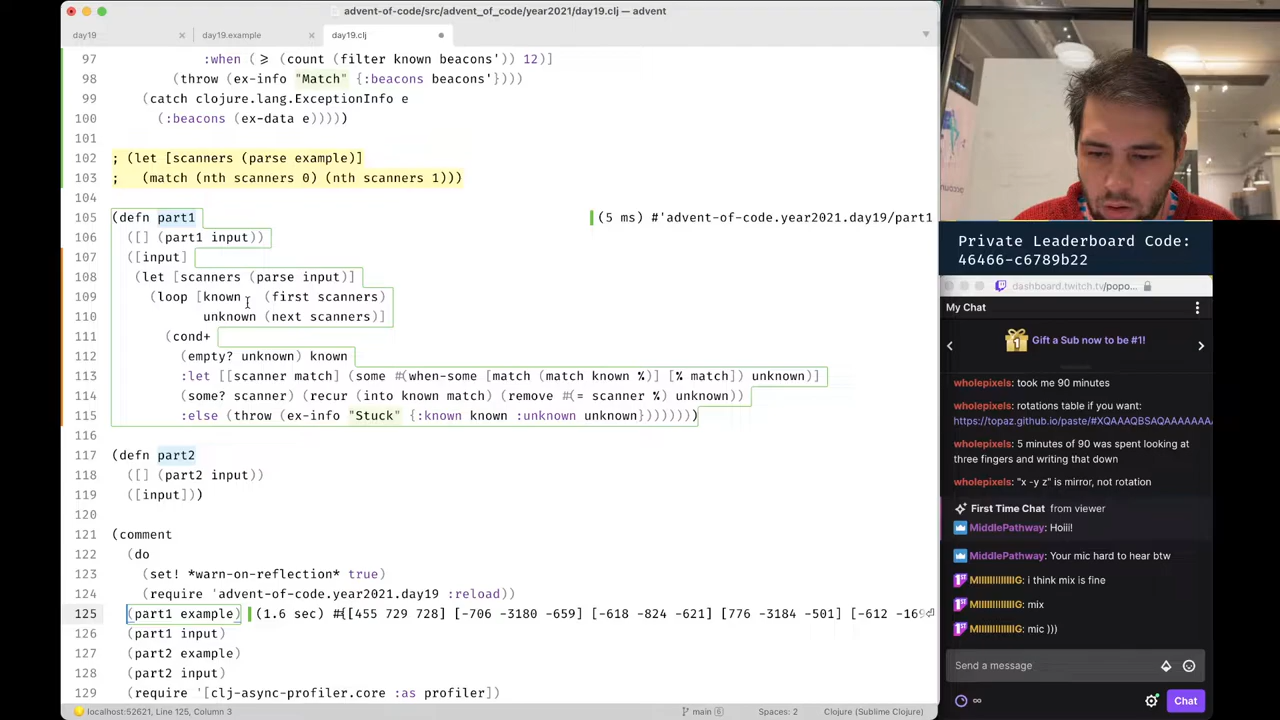 advent-of-code/src/advent_of_code/year2021/day19.clj — advent
day19
day19.example
day19.clj
97 :when (>= (count (filter known beacons')) 12)]
98 (throw (ex-info "Match" {:beacons beacons'})))
99 (catch clojure.lang.ExceptionInfo e
100 (:beacons (ex-data e)))))
101
102 ; (let [scanners (parse example)]
103 ;   (match (nth scanners 0) (nth scanners 1)))
104
105 (defn part1 (5 ms) #'advent-of-code.year2021.day19/part1
106 ([] (part1 input))
107 ([input]
108 (let [scanners (parse input)]
109 (loop [known   (first scanners)
110 unknown (next scanners)]
111 (cond+
112 (empty? unknown) known
113 :let [[scanner match] (some #(when-some [match (match known %)] [% match]) unknown)]
114 (some? scanner) (recur (into known match) (remove #(= scanner %) unknown))
115 :else (throw (ex-info "Stuck" {:known known :unknown unknown})))))))
116
117 (defn part2
118 ([] (part2 input))
119 ([input]))
120
121 (comment
122 (do
123 (set! *warn-on-reflection* true)
124 (require 'advent-of-code.year2021.day19 :reload))
125 (part1 example) (1.6 sec) #{[455 729 728] [-706 -3180 -659] [-618 -824 -621] [776 -3184 -501] [-612 -169
126 (part1 input)
127 (part2 example)
128 (part2 input)
129 (require '[clj-async-profiler.core :as profiler])
localhost:52621, Line 125, Column 3
main 6
Spaces: 2
Clojure (Sublime Clojure)
Private Leaderboard Code:
46466-c6789b22
dashboard.twitch.tv/popo...
My Chat
1
Gift a Sub now to be #1!
wholepixels: took me 90 minutes
wholepixels: rotations table if you want:
https://topaz.github.io/paste/#XQAAAQBSAQAAAAAAA
wholepixels: 5 minutes of 90 was spent looking at
three fingers and writing that down
wholepixels: "x -y z" is mirror, not rotation
First Time Chat from viewer
MiddlePathway: Hoiii!
MiddlePathway: Your mic hard to hear btw
i think mix is fine
mix
mic )))
Send a message
∞
Chat